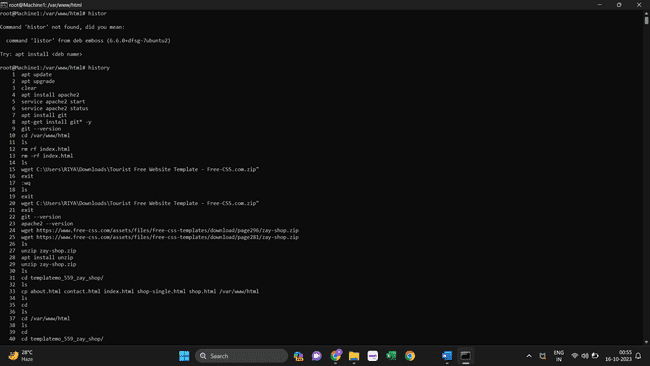 root@Machine1: /var/www/html
root@Machine1:/var/www/html# histor
Command 'histor' not found, did you mean:
command 'listor' from deb emboss (6.6.0+dfsg-7ubuntu2)
Try: apt install <deb name>
root@Machine1:/var/www/html# history
1 apt update
2 apt upgrade
3 clear
4 apt install apache2
5 service apache2 start
6 service apache2 status
7 apt install git
8 apt-get install git* -y
9 git --version
10 cd /var/www/html
11 ls
12 rm rf index.html
13 rm -rf index.html
14 ls
15 wget C:\Users\RIYA\Downloads\Tourist Free Website Template - Free-CSS.com.zip"
16 exit
17 :wq
18 ls
19 exit
20 wget C:\Users\RIYA\Downloads\Tourist Free Website Template - Free-CSS.com.zip"
21 exit
22 git --version
23 apache2 --version
24 wget https://www.free-css.com/assets/files/free-css-templates/download/page296/zay-shop.zip
25 wget https://www.free-css.com/assets/files/free-css-templates/download/page281/zay-shop.zip
26 ls
27 unzip zay-shop.zip
28 apt install unzip
29 unzip zay-shop.zip
30 ls
31 cd templatemo_559_zay_shop/
32 ls
33 cp about.html contact.html index.html shop-single.html shop.html /var/www/html
34 ls
35 cd
36 ls
37 cd /var/www/html
38 ls
39 cd
40 cd templatemo_559_zay_shop/
28°C
Haze
Search
ENG
IN
00:55
16-10-2023